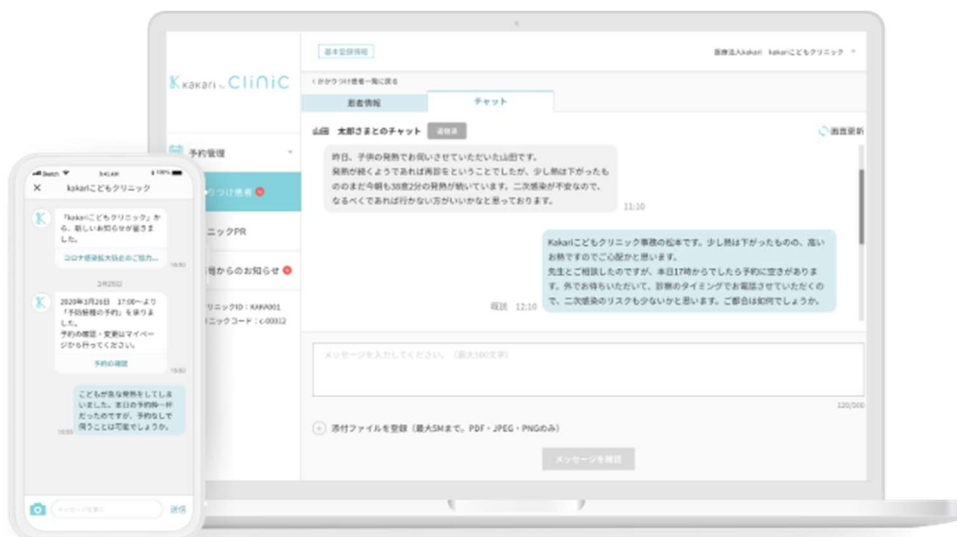 基本登録情報
医療法人kakari kakariこどもクリニック
kakari for CliniC
< かかりつけ患者一覧に戻る
患者情報
チャット
山田 太郎さまとのチャット
画面更新
予約管理
りつけ患者
ニックPR
局からのお知らせ
リニックID：KAKA001
リニックコード：c-00012
昨日、子供の発熱でお伺いさせていただいた山田です。
発熱が続くようであれば再診をということでしたが、少し熱は下がったも
ののまだ今朝も38度2分の発熱が続いています。二次感染が不安なので、
なるべくであれば行かない方がいいかなと思っております。
11:10
Kakariこどもクリニック事務の松本です。少し熱は下がったものの、高い
お熱ですのでご心配かと思います。
先生とご相談したのですが、本日17時からでしたら予約に空きがありま
す。外でお待ちいただいて、診察のタイミングでお電話させていただくの
で、二次感染のリスクも少ないかと思います。ご都合は如何でしょうか。
既読 12:10
メッセージを入力してください。（最大500文字）
120/500
添付ファイルを登録（最大5Mまで。PDF・JPEG・PNGのみ）
メッセージを確認
9:41 AM
100%
× kakariこどもクリニック
「kakariこどもクリニック」か
ら、新しいお知らせが届きま
した。
コロナ感染拡大防止のご協力...
2020年3月26日 17:00〜より
「予防接種の予約」を承りま
した。
予約の確認・変更はマイペー
ジから行ってください。
予約の確認
こどもが急な発熱をしてしま
いました。本日の予約枠一杯
だったのですが、予約なしで
伺うことは可能でしょうか。
メッセージを書く
送信